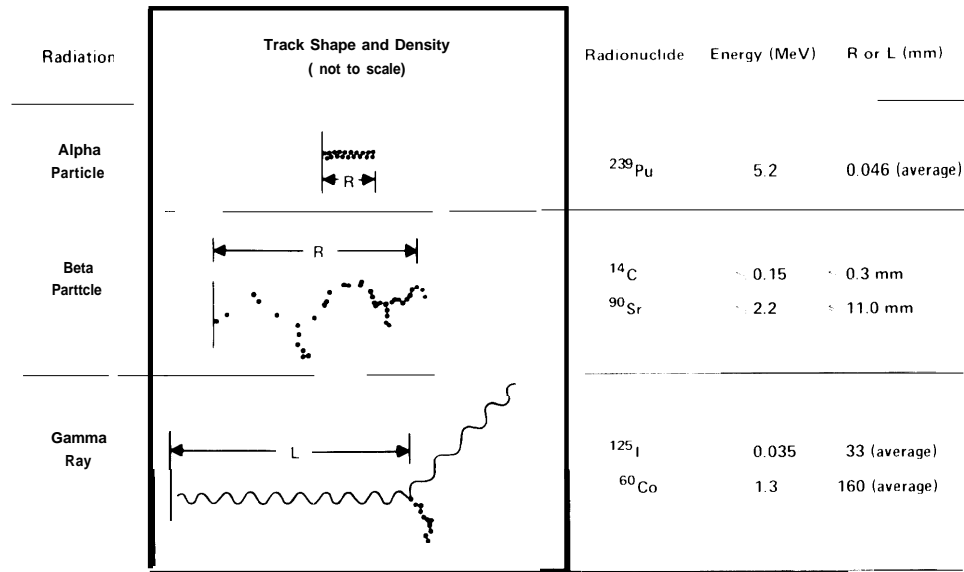 Radiation
Track Shape and Density
( not to scale)
Radionuclide Energy (MeV) R or L (mm)
Alpha
Particle
R
239Pu 5.2 0.046 (average)
Beta
Parttcle
R
14C ~ 0.15 ~ 0.3 mm
90Sr ~ 2.2 ~ 11.0 mm
Gamma
Ray
L
125I 0.035 33 (average)
60Co 1.3 160 (average)